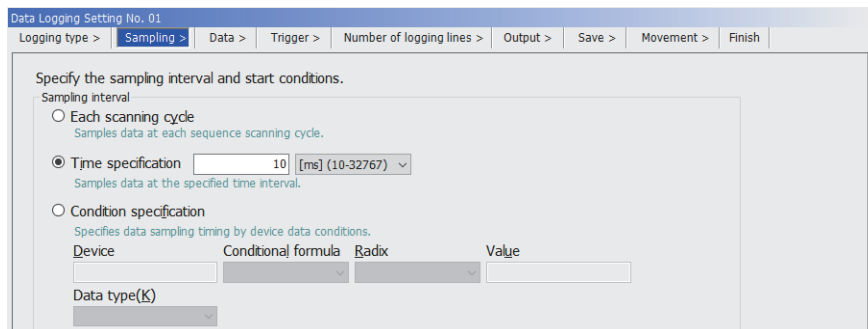 Data Logging Setting No. 01
Logging type > Sampling > Data > Trigger > Number of logging lines > Output > Save > Movement > Finish
Specify the sampling interval and start conditions.
Sampling interval
Each scanning cycle
Samples data at each sequence scanning cycle.
Time specification 10 [ms] (10-32767)
Samples data at the specified time interval.
Condition specification
Specifies data sampling timing by device data conditions.
Device Conditional formula Radix Value
Data type(K)